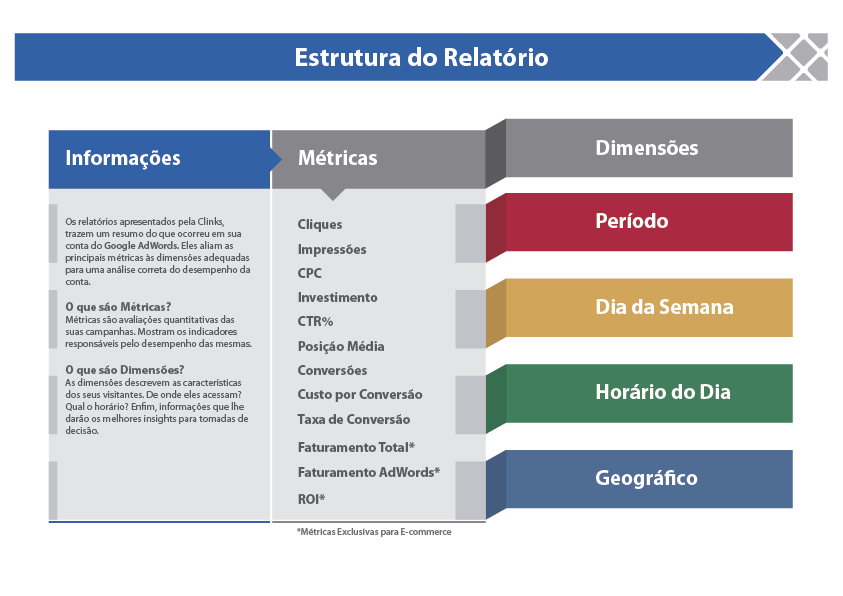 Estrutura do Relatório
Informações
Os relatórios apresentados pela Clinks,
trazem um resumo do que ocorreu em sua
conta do Google AdWords. Eles aliam as
principais métricas às dimensões adequadas
para uma análise correta do desempenho da
conta.
O que são Métricas?
Métricas são avaliações quantitativas das
suas campanhas. Mostram os indicadores
responsáveis pelo desempenho das mesmas.
O que são Dimensões?
As dimensões descrevem as características
dos seus visitantes. De onde eles acessam?
Qual o horário? Enfim, informações que lhe
darão os melhores insights para tomadas de
decisão.
Métricas
Cliques
Impressões
CPC
Investimento
CTR%
Posição Média
Conversões
Custo por Conversão
Taxa de Conversão
Faturamento Total*
Faturamento AdWords*
ROI*
*Métricas Exclusivas para E-commerce
Dimensões
Período
Dia da Semana
Horário do Dia
Geográfico